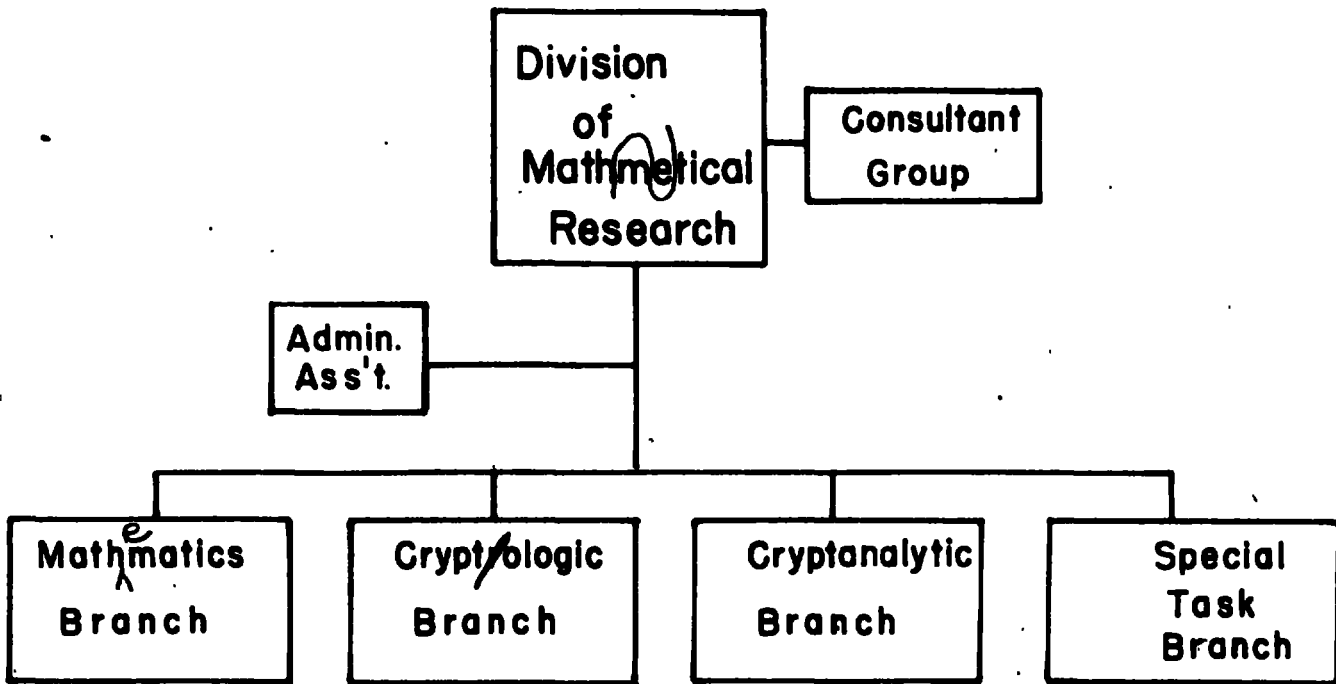 Division
of
Mathmetical
Research
Consultant
Group
Admin.
Ass't.
e
Mathmatics
Branch
Cryptologic
Branch
Cryptanalytic
Branch
Special
Task
Branch